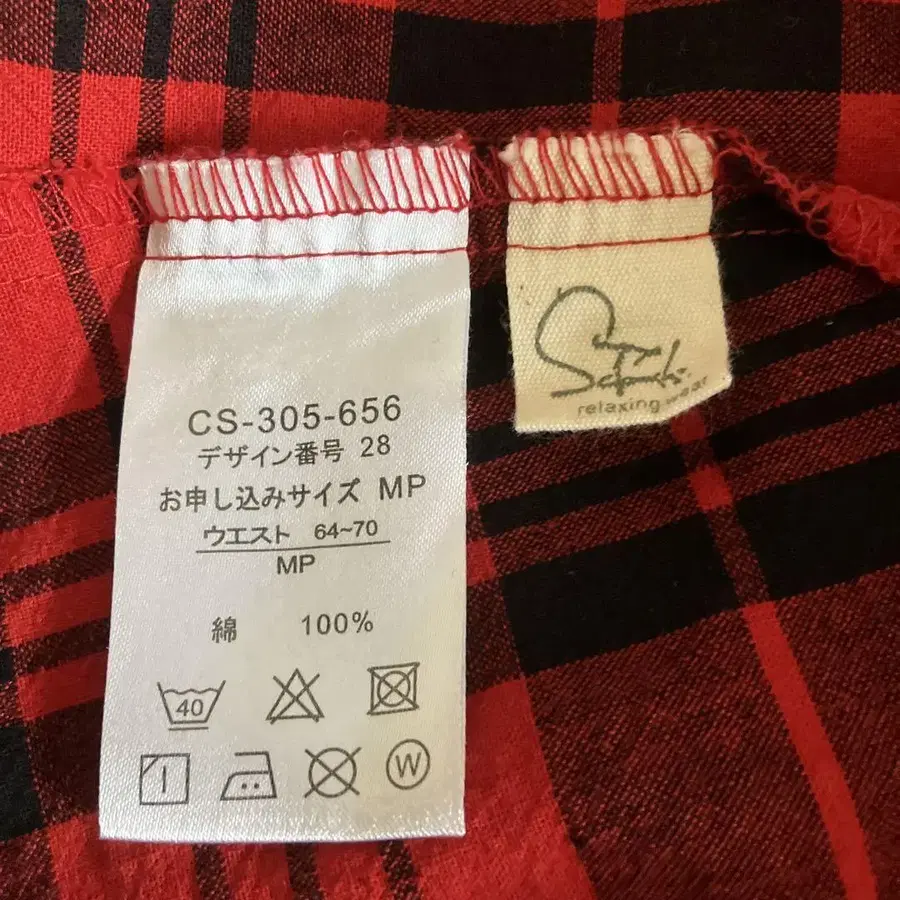 CS-305-656
デザイン番号 28
お申し込みサイズ MP
ウエスト 64~70
MP
綿 100%
40
W
relaxing wear